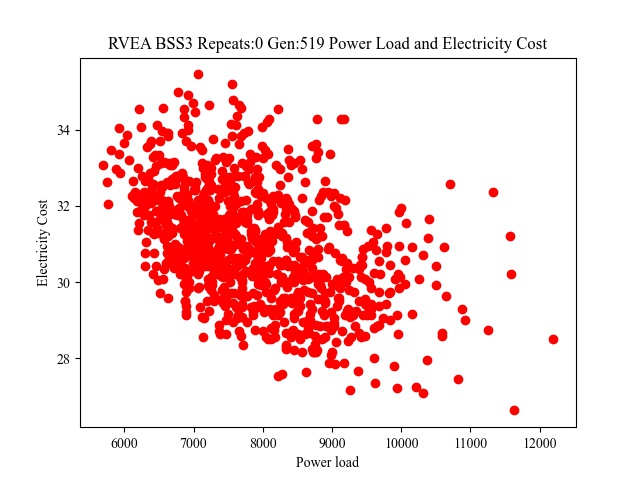 RVEA BSS3 Repeats:0 Gen:519 Power Load and Electricity Cost
34
32
30
28
Electricity Cost
6000 7000 8000 9000 10000 11000 12000
Power load